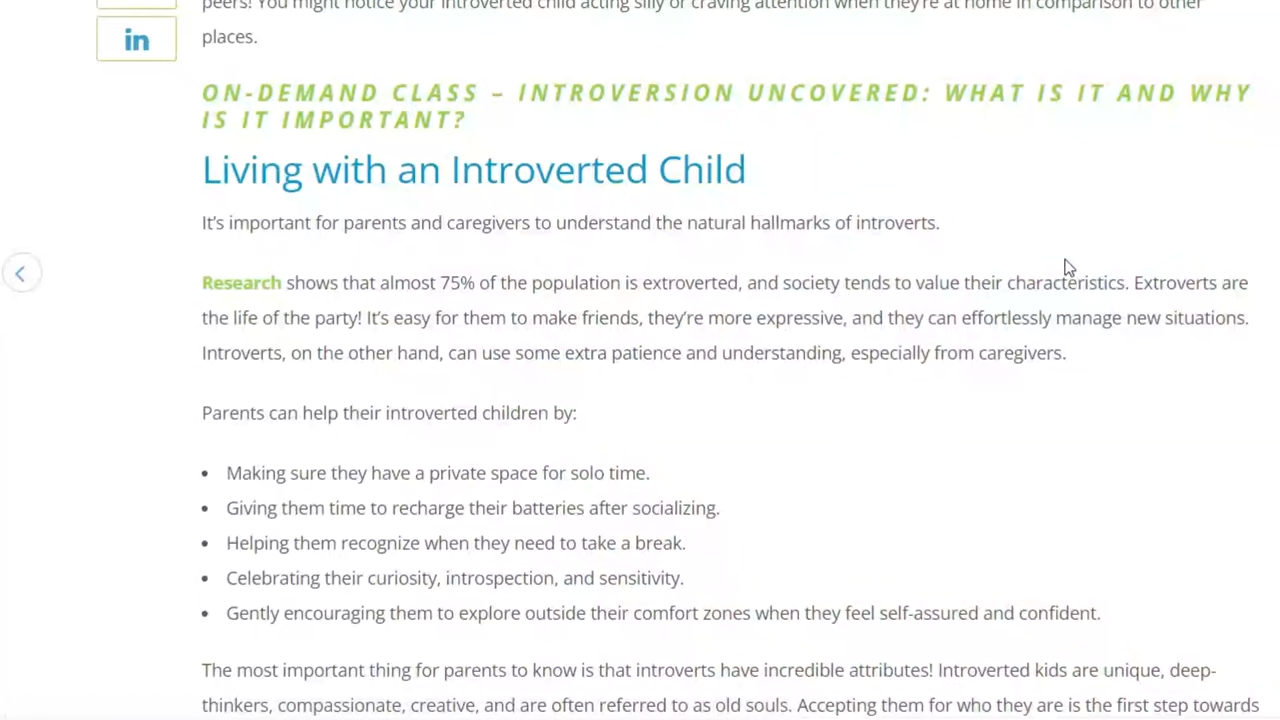 peers! You might notice your introverted child acting silly or craving attention when they're at home in comparison to other
places.
in
ON-DEMAND CLASS – INTROVERSION UNCOVERED: WHAT IS IT AND WHY
IS IT IMPORTANT?
Living with an Introverted Child
It's important for parents and caregivers to understand the natural hallmarks of introverts.
Research shows that almost 75% of the population is extroverted, and society tends to value their characteristics. Extroverts are
the life of the party! It's easy for them to make friends, they're more expressive, and they can effortlessly manage new situations.
Introverts, on the other hand, can use some extra patience and understanding, especially from caregivers.
Parents can help their introverted children by:
• Making sure they have a private space for solo time.
• Giving them time to recharge their batteries after socializing.
• Helping them recognize when they need to take a break.
• Celebrating their curiosity, introspection, and sensitivity.
• Gently encouraging them to explore outside their comfort zones when they feel self-assured and confident.
The most important thing for parents to know is that introverts have incredible attributes! Introverted kids are unique, deep-
thinkers, compassionate, creative, and are often referred to as old souls. Accepting them for who they are is the first step towards